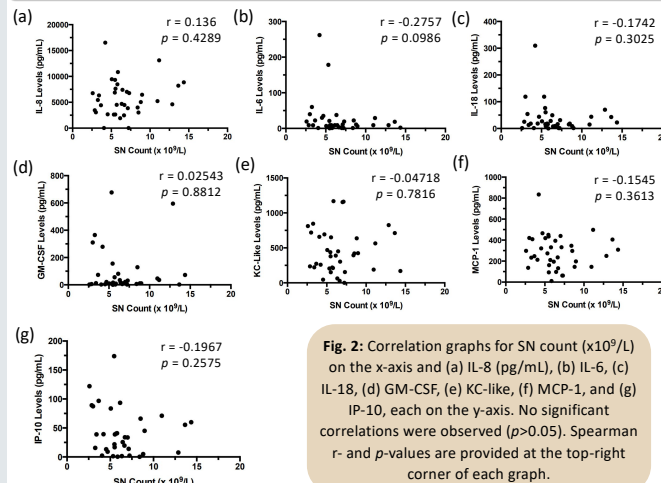 (a)
r = 0.136
p = 0.4289
IL-8 Levels (pg/mL)
20000
15000
10000
5000
0
0 5 10 15 20
SN Count (x 10⁹/L)
(b)
r = -0.2757
p = 0.0986
IL-6 Levels (pg/mL)
300
200
100
0
0 5 10 15 20
SN Count (x 10⁹/L)
(c)
r = -0.1742
p = 0.3025
IL-18 Levels (pg/mL)
400
300
200
100
50
0
0 5 10 15 20
SN Count (x 10⁹/L)
(d)
r = 0.02543
p = 0.8812
GM-CSF Levels (pg/mL)
800
600
400
200
0
0 5 10 15 20
SN Count (x 10⁹/L)
(e)
r = -0.04718
p = 0.7816
KC-Like Levels (pg/mL)
1500
1000
500
0
0 5 10 15 20
SN Count (x 10⁹/L)
(f)
r = -0.1545
p = 0.3613
MCP-1 Levels (pg/mL)
1000
800
600
400
200
0
0 5 10 15 20
SN Count (x 10⁹/L)
(g)
r = -0.1967
p = 0.2575
IP-10 Levels (pg/mL)
200
150
100
50
0
0 5 10 15 20
SN Count (x 10⁹/L)
Fig. 2: Correlation graphs for SN count (x10⁹/L)
on the x-axis and (a) IL-8 (pg/mL), (b) IL-6, (c)
IL-18, (d) GM-CSF, (e) KC-like, (f) MCP-1, and (g)
IP-10, each on the y-axis. No significant
correlations were observed (p>0.05). Spearman
r- and p-values are provided at the top-right
corner of each graph.